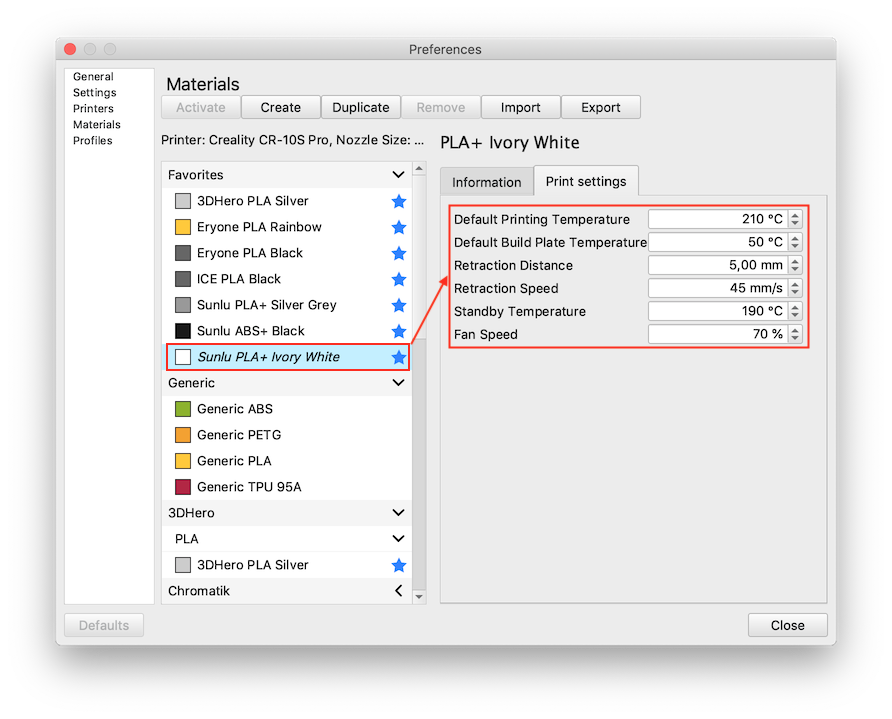 Preferences
General
Settings
Printers
Materials
Profiles
Materials
Activate
Create
Duplicate
Remove
Import
Export
Printer: Creality CR-10S Pro, Nozzle Size: ...
Favorites
3DHero PLA Silver
Eryone PLA Rainbow
Eryone PLA Black
ICE PLA Black
Sunlu PLA+ Silver Grey
Sunlu ABS+ Black
Sunlu PLA+ Ivory White
Generic
Generic ABS
Generic PETG
Generic PLA
Generic TPU 95A
3DHero
PLA
3DHero PLA Silver
Chromatik
PLA+ Ivory White
Information
Print settings
Default Printing Temperature 210 °C
Default Build Plate Temperature 50 °C
Retraction Distance 5,00 mm
Retraction Speed 45 mm/s
Standby Temperature 190 °C
Fan Speed 70 %
Defaults
Close